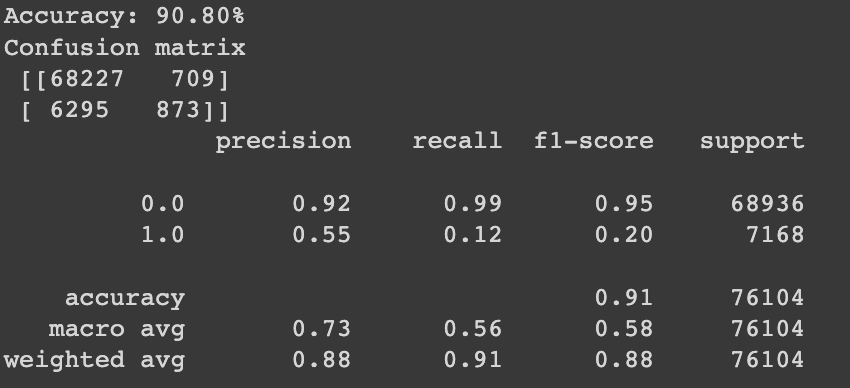 Accuracy: 90.80%
Confusion matrix
[[68227 709]
[ 6295 873]]
precision recall f1-score support
0.0 0.92 0.99 0.95 68936
1.0 0.55 0.12 0.20 7168
accuracy 0.91 76104
macro avg 0.73 0.56 0.58 76104
weighted avg 0.88 0.91 0.88 76104